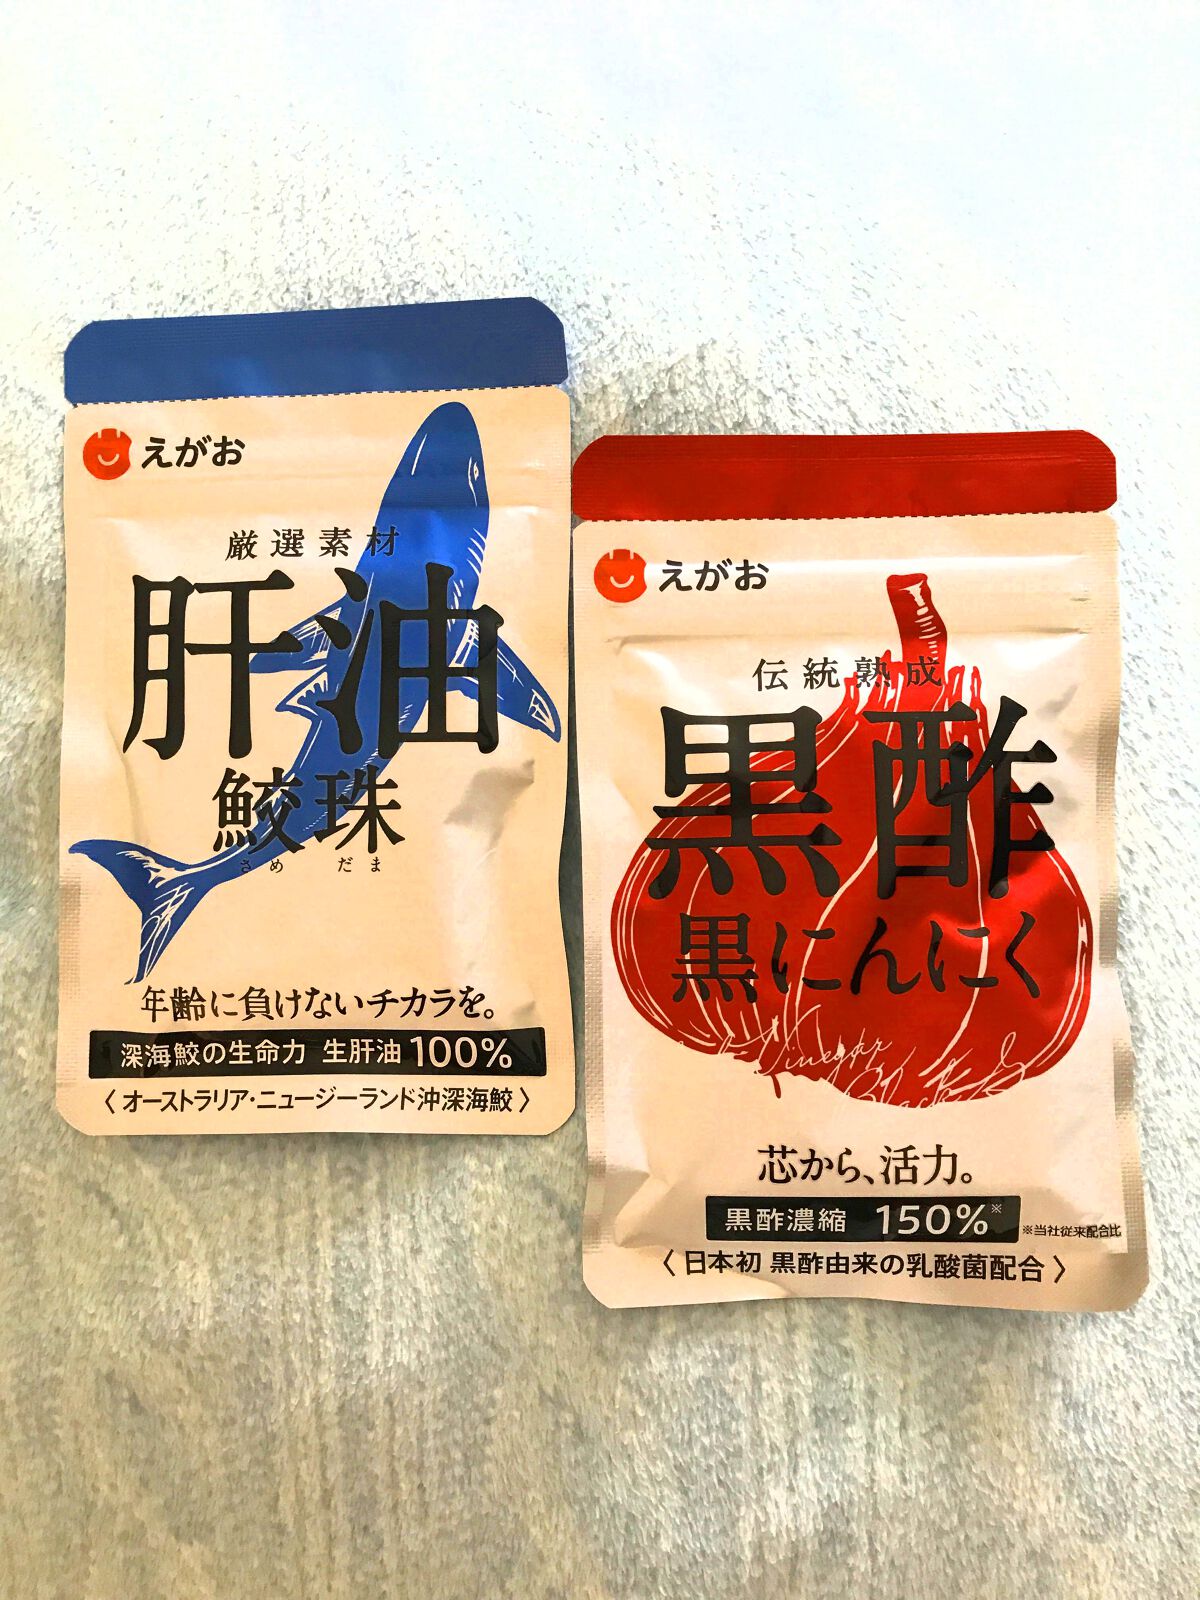 えがお
厳選素材
肝油
鮫珠
さめ だま
年齢に負けないチカラを。
深海鮫の生命力 生肝油 100%
〈 オーストラリア・ニュージーランド沖深海鮫 〉
えがお
伝統熟成
黒酢
黒にんにく
Vinegar
Black
芯から、活力。
黒酢濃縮 150%※
※当社従来配合比
〈 日本初 黒酢由来の乳酸菌配合 〉